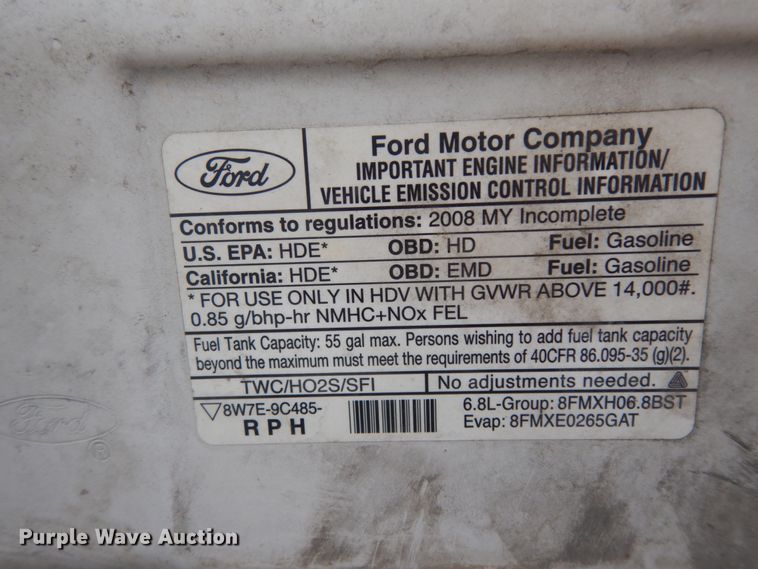 Ford
Ford Motor Company
IMPORTANT ENGINE INFORMATION/
VEHICLE EMISSION CONTROL INFORMATION
Conforms to regulations: 2008 MY Incomplete
U.S. EPA: HDE* OBD: HD Fuel: Gasoline
California: HDE* OBD: EMD Fuel: Gasoline
* FOR USE ONLY IN HDV WITH GVWR ABOVE 14,000#.
0.85 g/bhp-hr NMHC+NOx FEL
Fuel Tank Capacity: 55 gal max. Persons wishing to add fuel tank capacity
beyond the maximum must meet the requirements of 40CFR 86.095-35 (g)(2).
TWC/HO2S/SFI No adjustments needed.
8W7E-9C485-
RPH
6.8L-Group: 8FMXH06.8BST
Evap: 8FMXE0265GAT
Ford
®
Purple Wave Auction